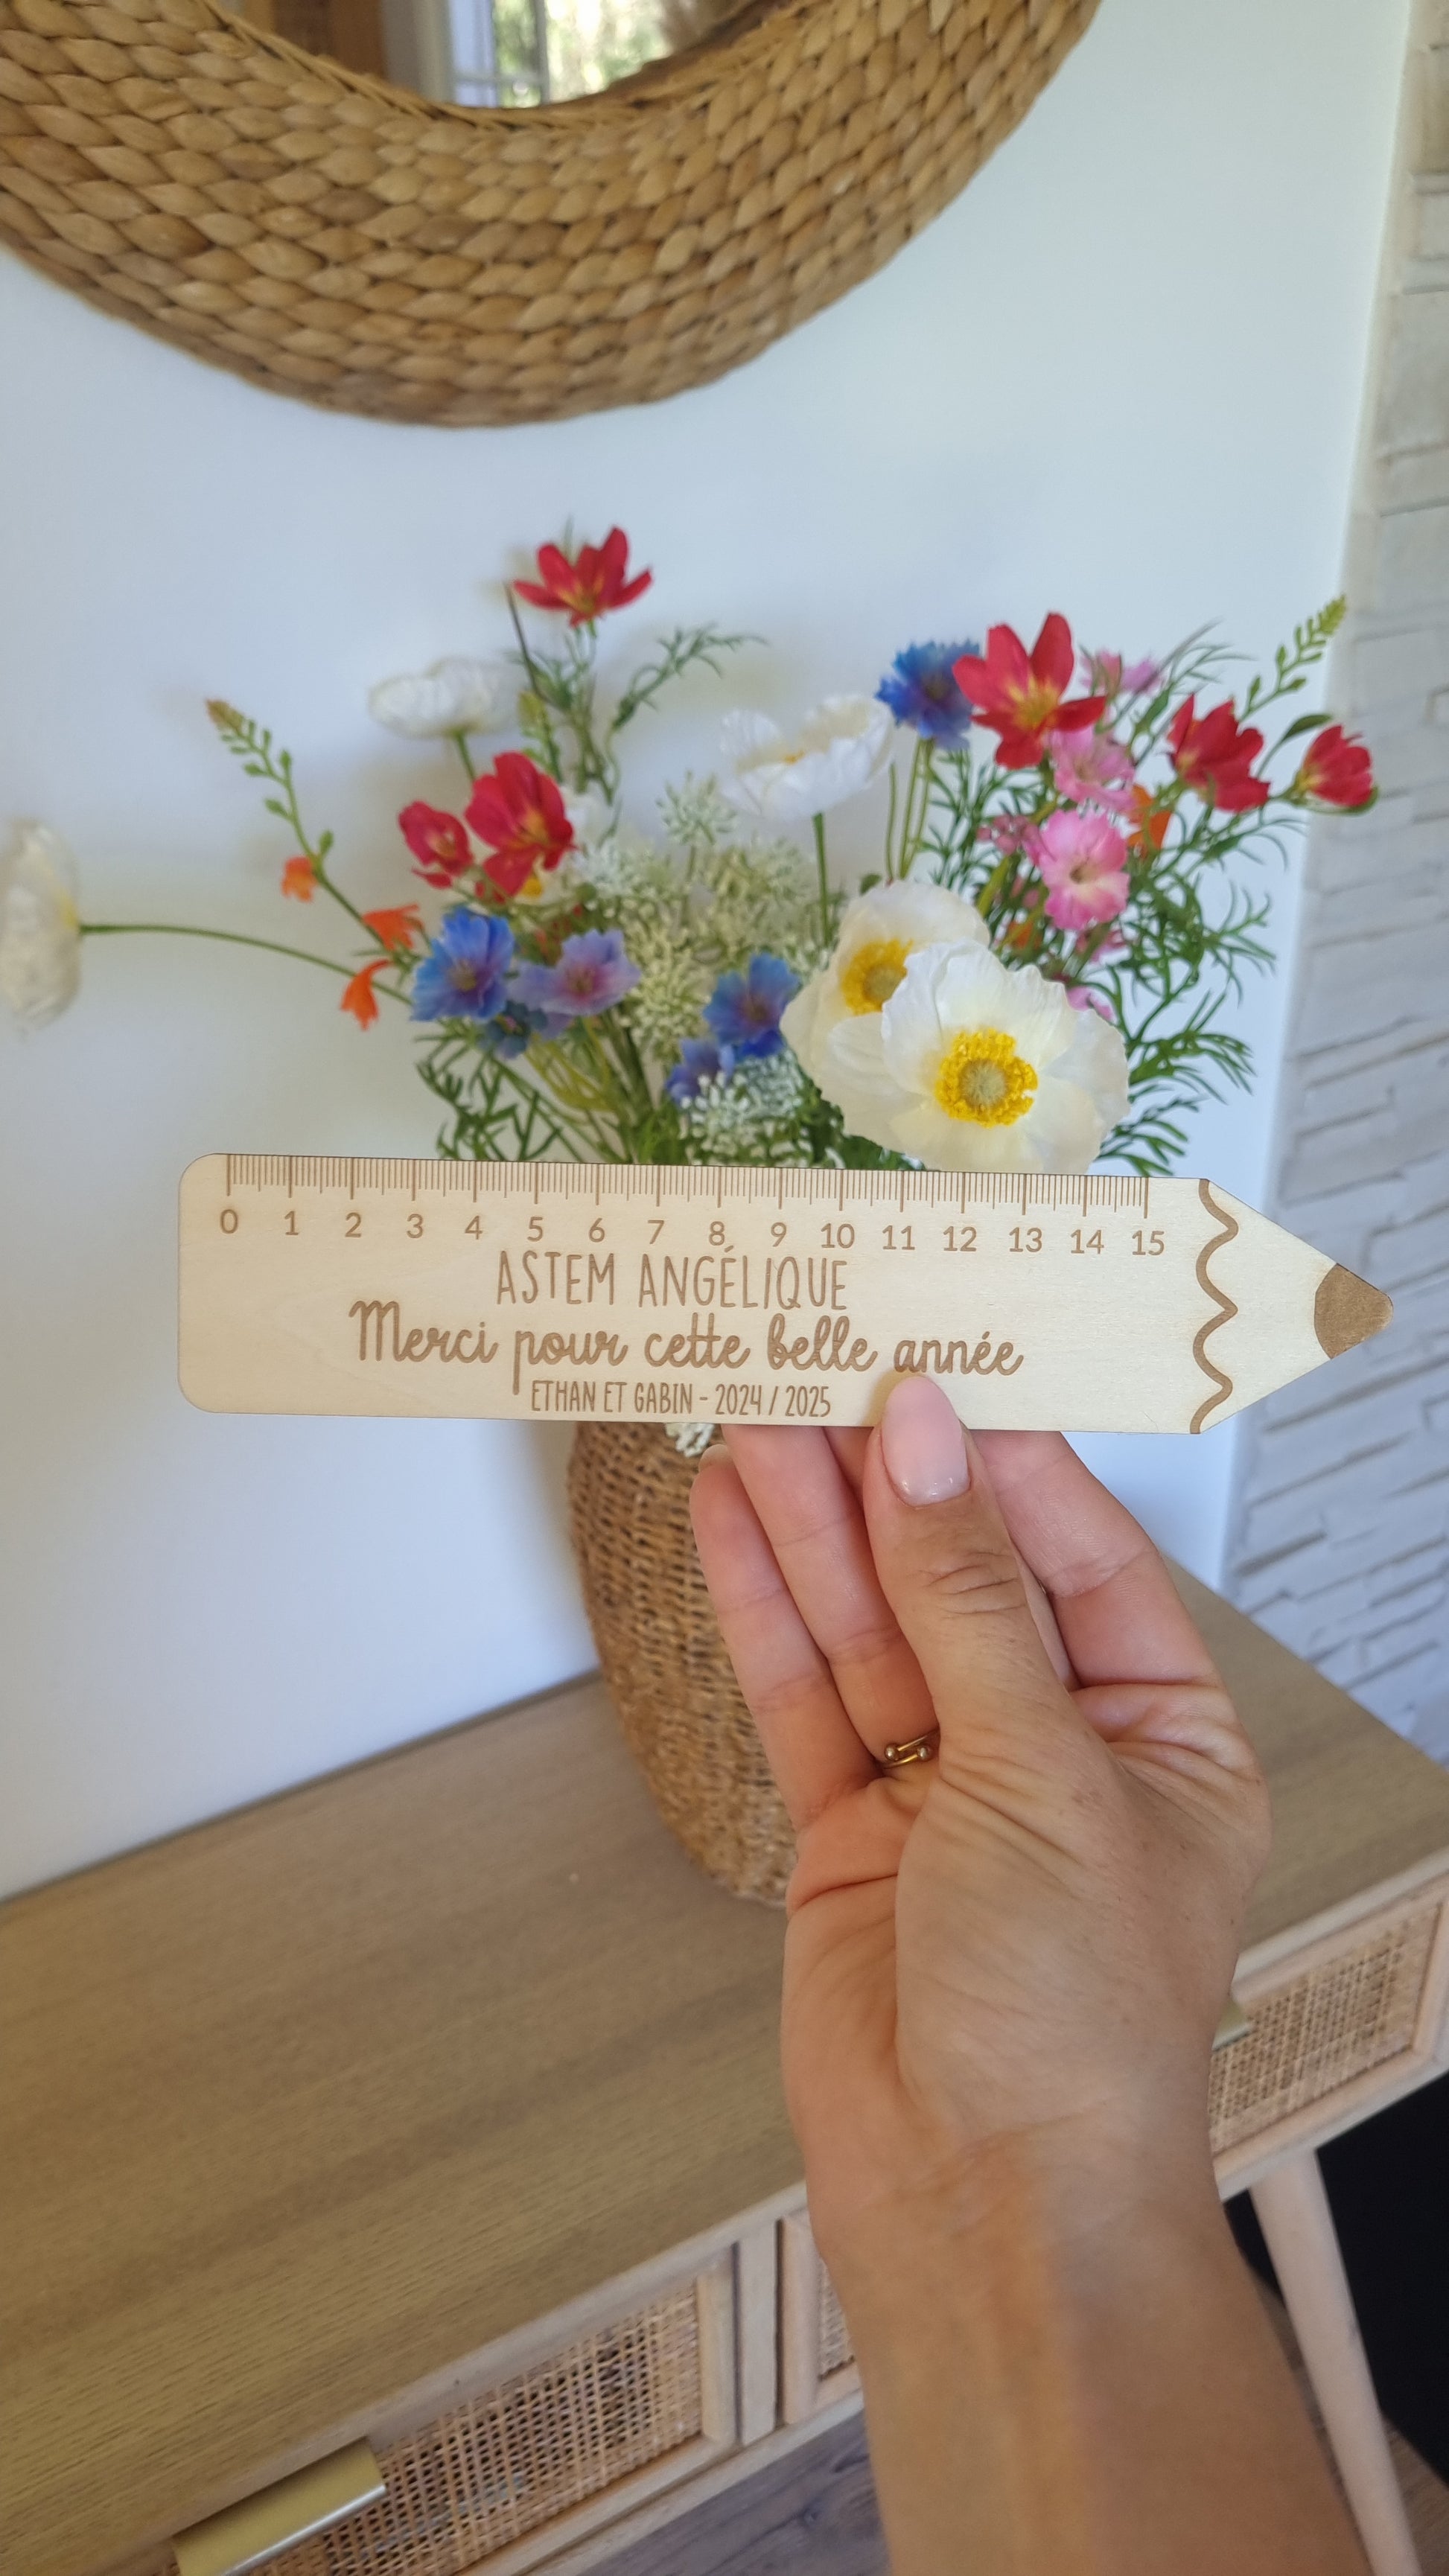 0 1 2 3 4 5 6 7 8 9 10 11 12 13 14 15
ASTEM ANGÉLIQUE
Merci pour cette belle année
ETHAN ET GABIN - 2024 / 2025